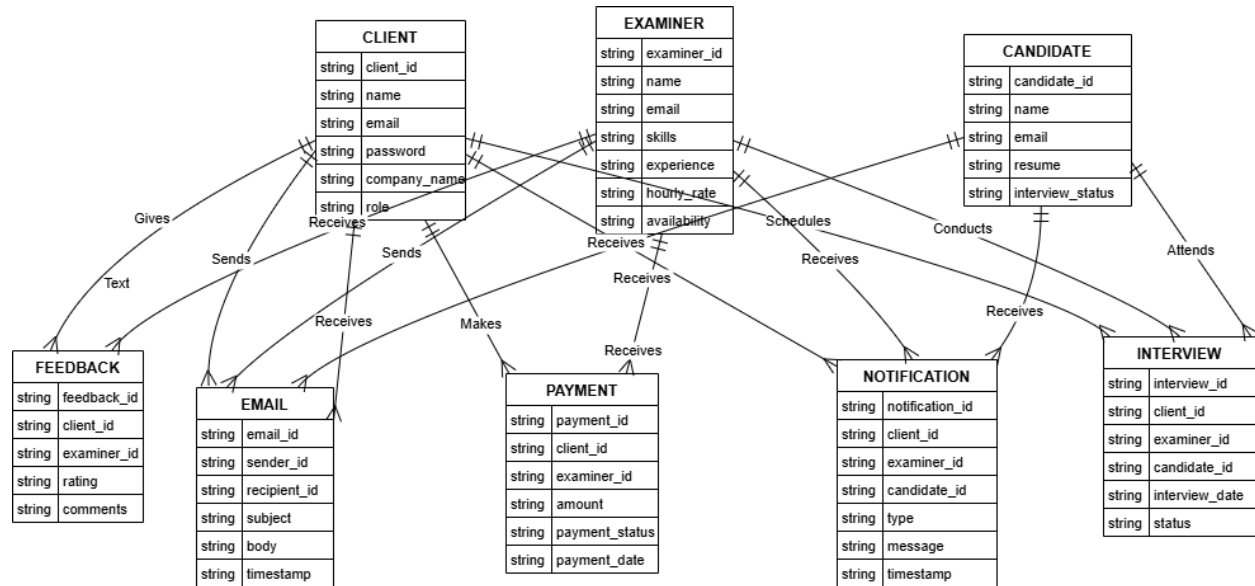 CLIENT
string client_id
string name
string email
string password
string company_name
string role
EXAMINER
string examiner_id
string name
string email
string skills
string experience
string hourly_rate
string availability
CANDIDATE
string candidate_id
string name
string email
string resume
string interview_status
Gives
Receives
Receives
Schedules
Conducts
Sends
Sends
Receives
Receives
Attends
Text
Receives
Makes
Receives
Receives
FEEDBACK
string feedback_id
string client_id
string examiner_id
string rating
string comments
EMAIL
string email_id
string sender_id
string recipient_id
string subject
string body
string timestamp
PAYMENT
string payment_id
string client_id
string examiner_id
string amount
string payment_status
string payment_date
NOTIFICATION
string notification_id
string client_id
string examiner_id
string candidate_id
string type
string message
string timestamp
INTERVIEW
string interview_id
string client_id
string examiner_id
string candidate_id
string interview_date
string status